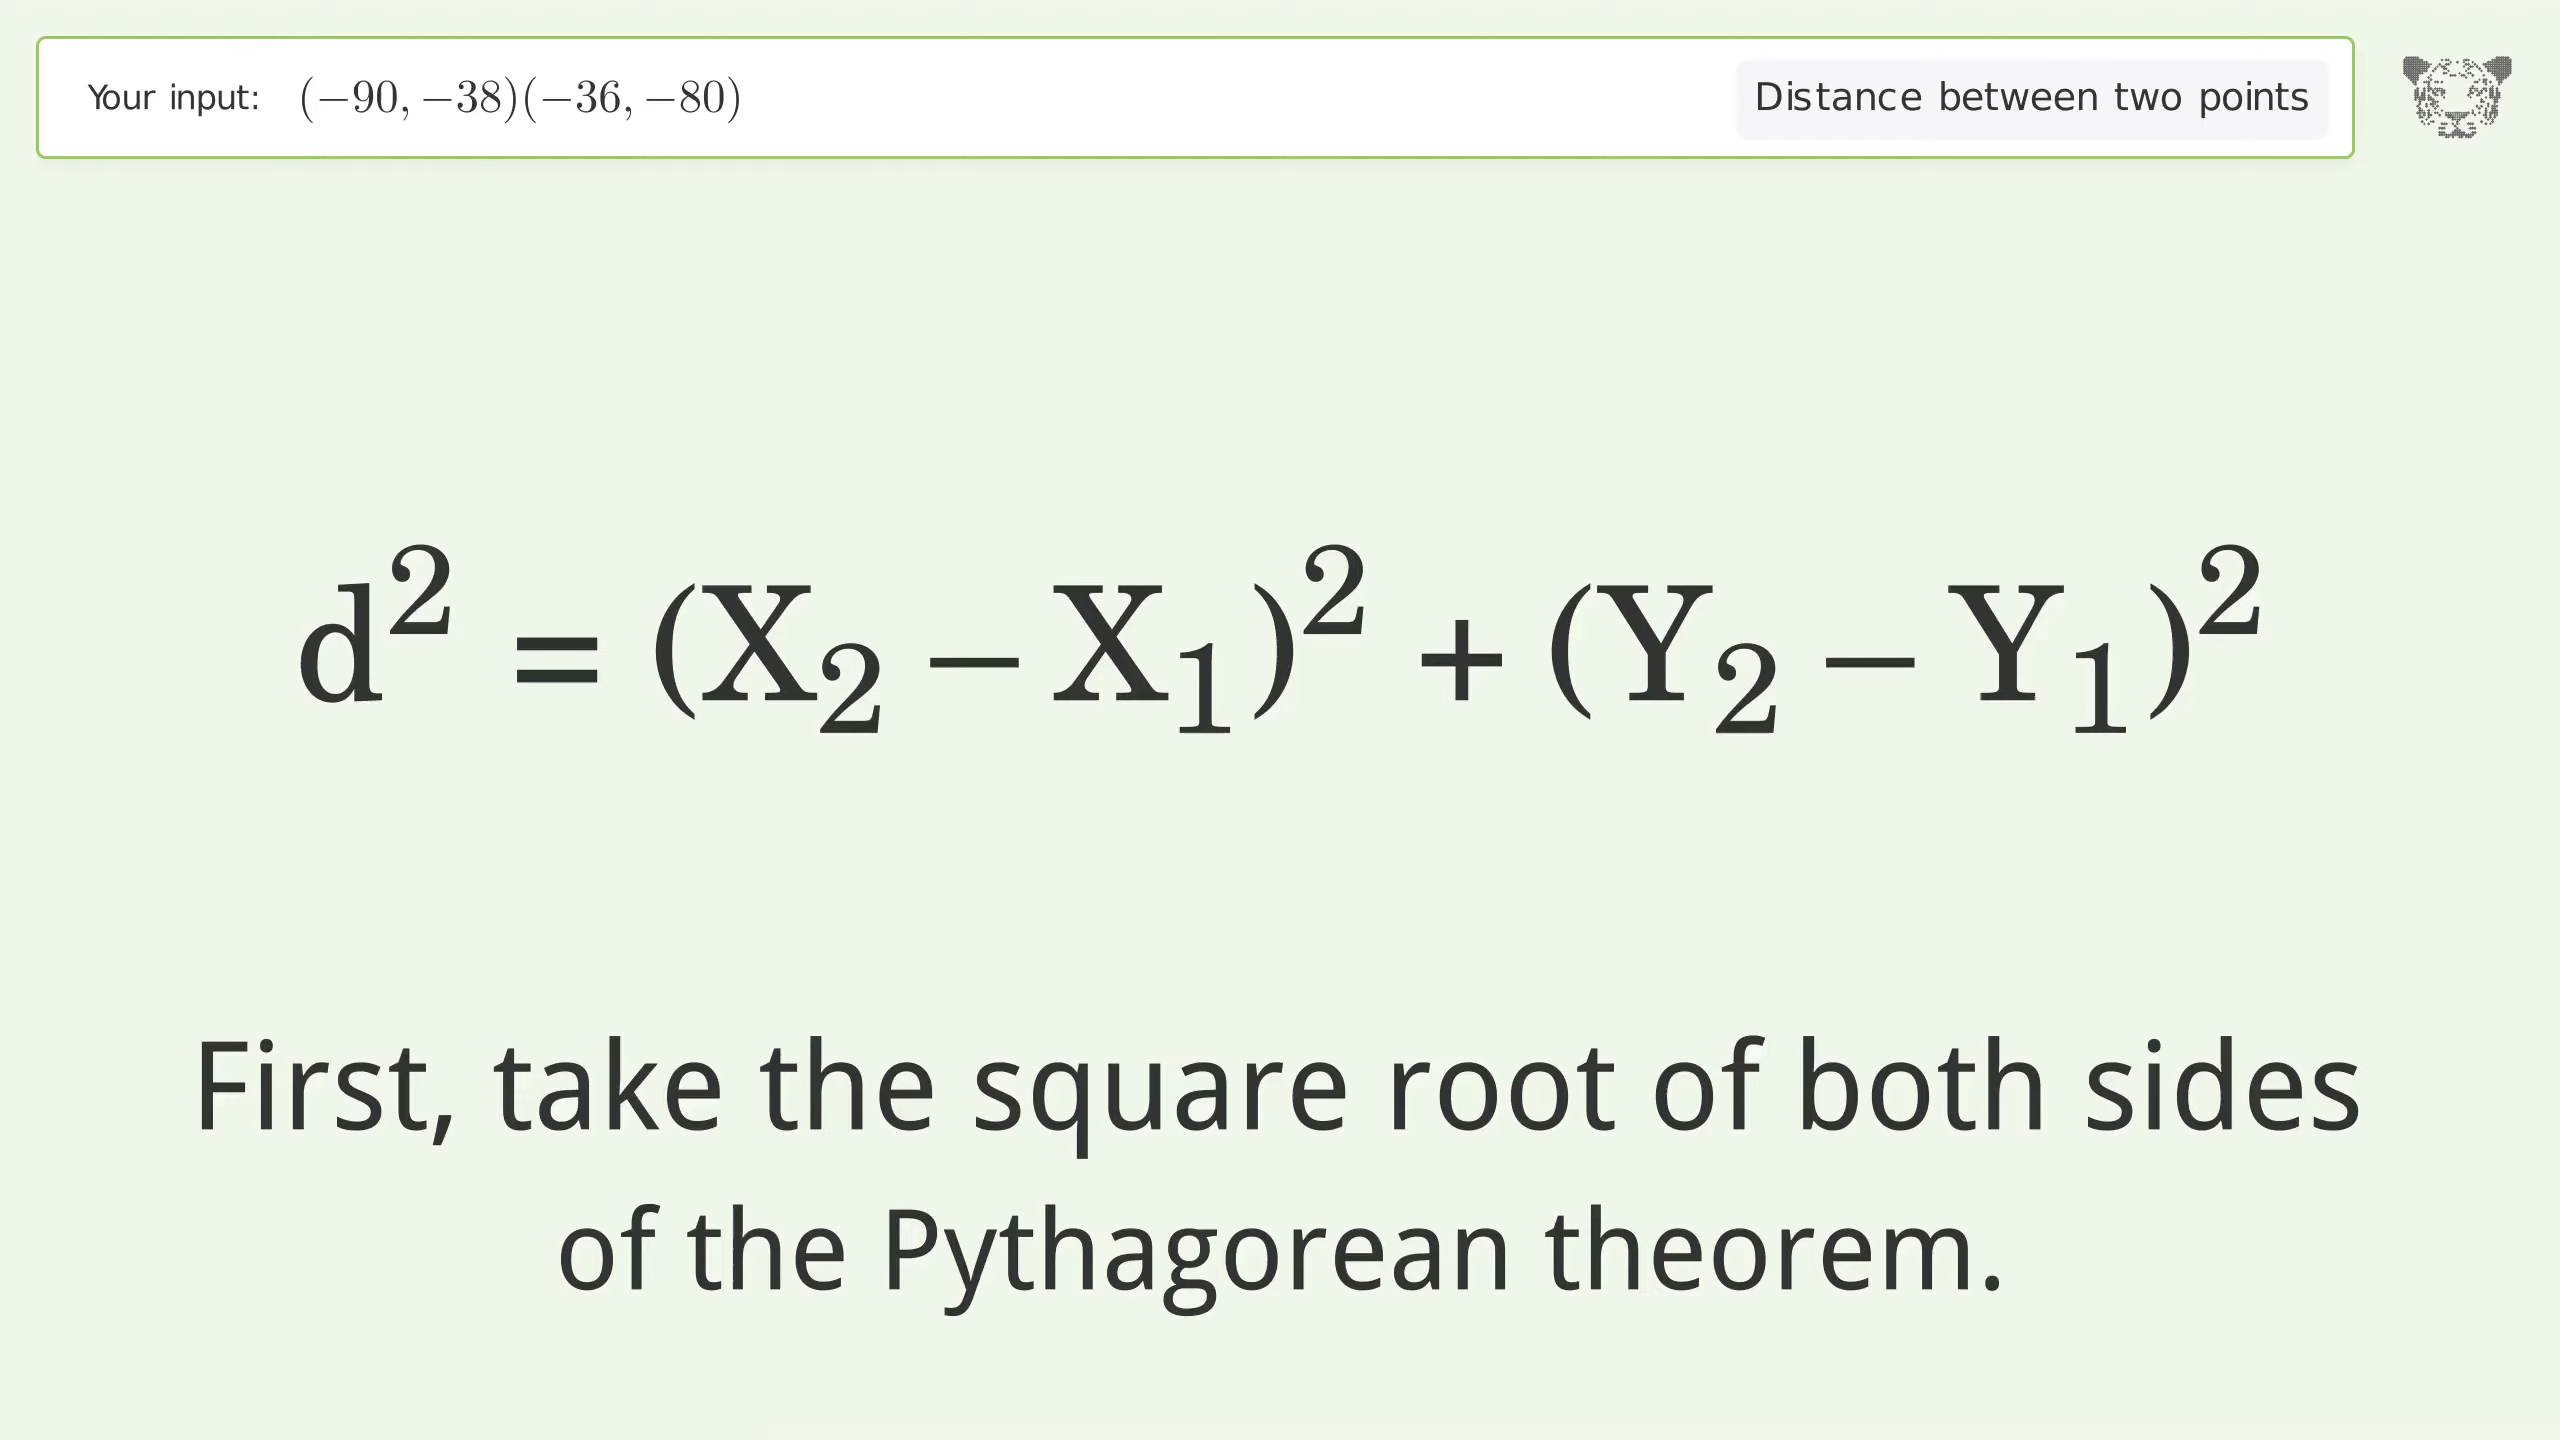 Your input: (−90, −38)(−36, −80)
Distance between two points
d² = (X₂ − X₁)² + (Y₂ − Y₁)²
First, take the square root of both sides
of the Pythagorean theorem.